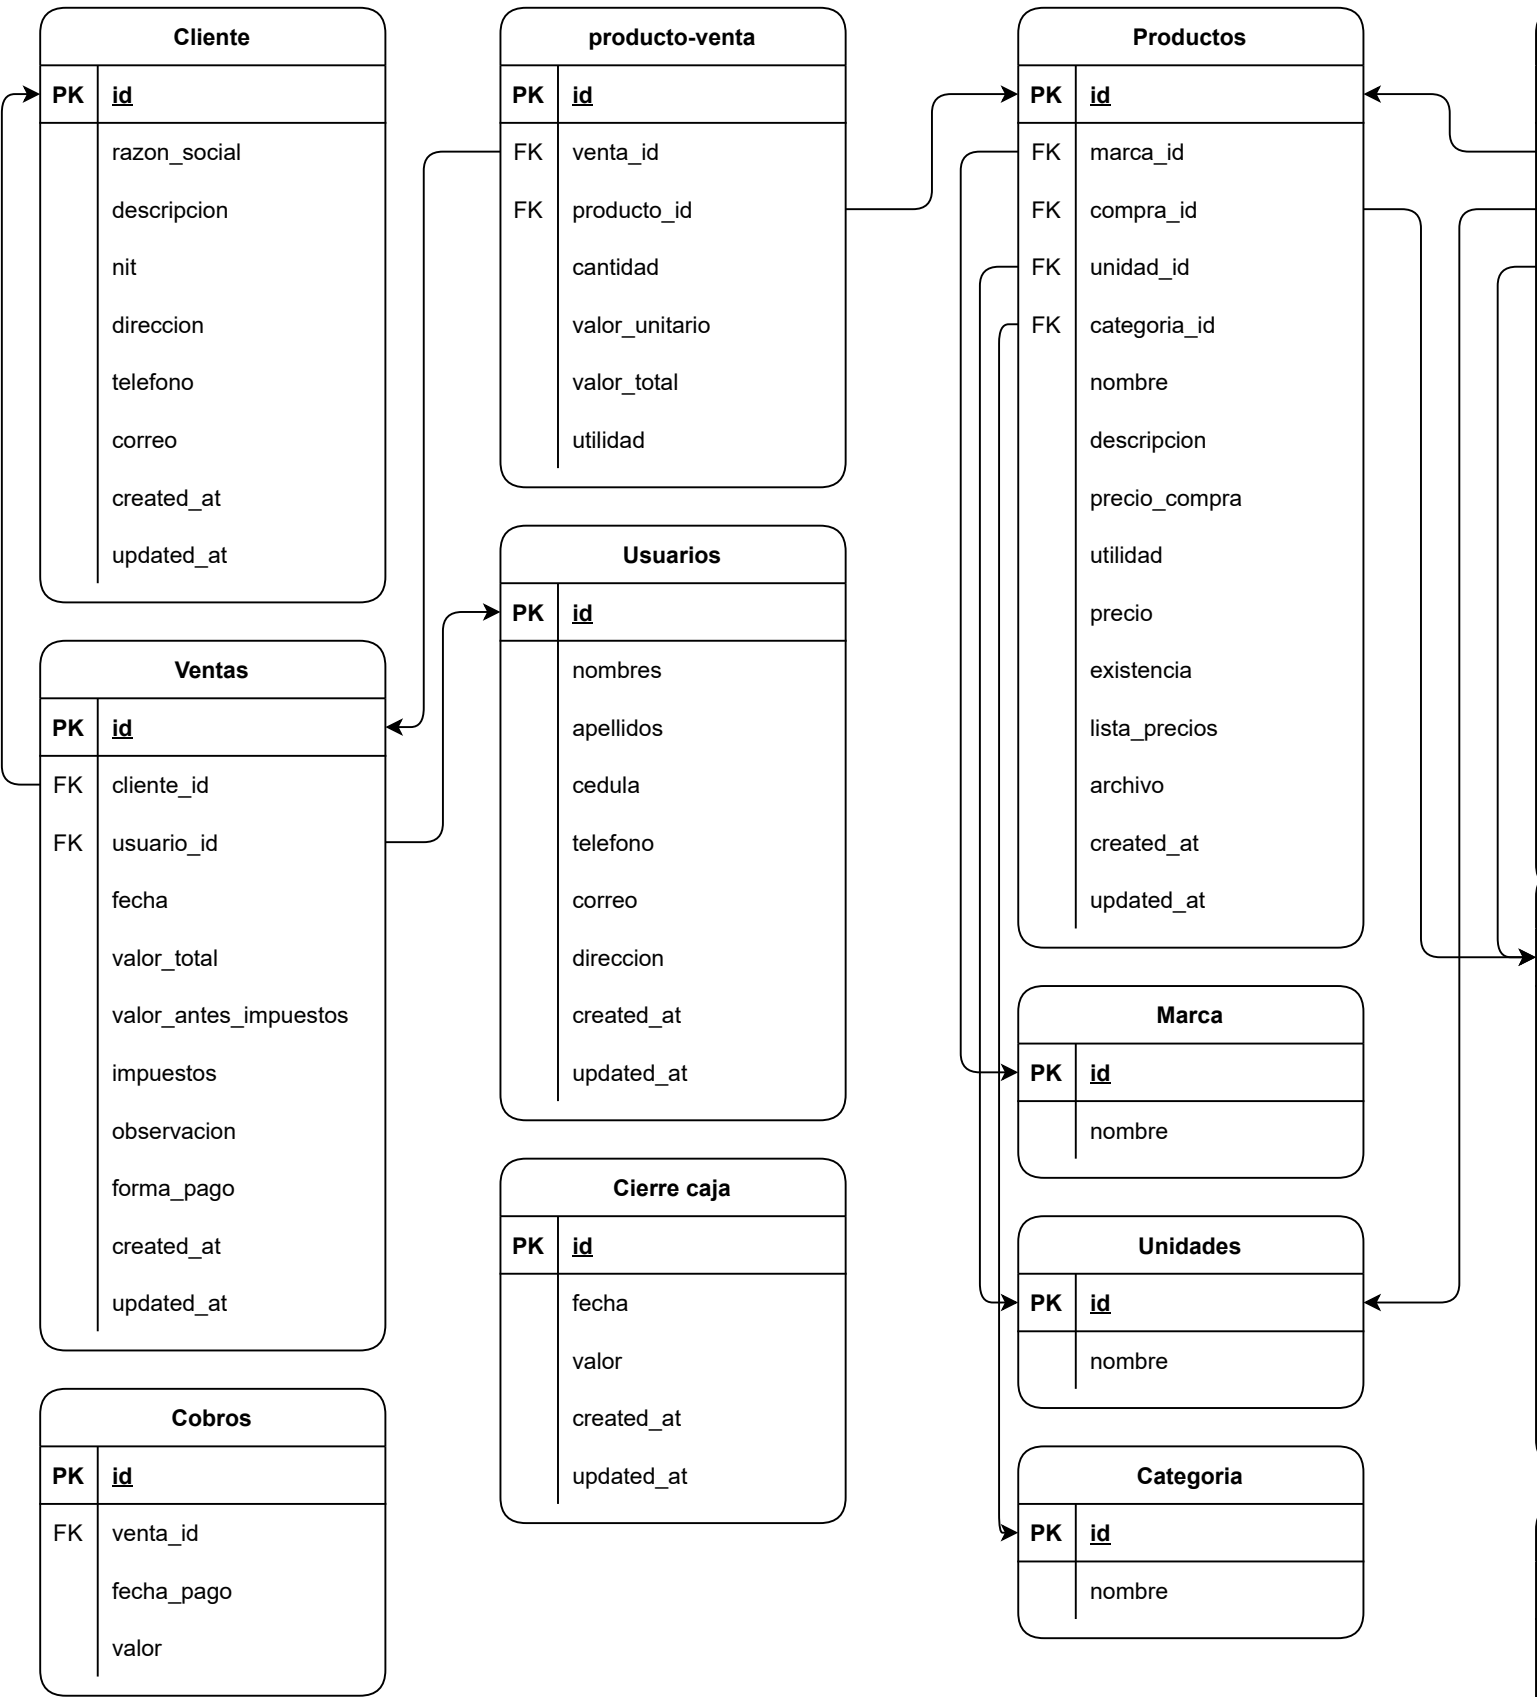 Cliente
PK id
razon_social
descripcion
nit
direccion
telefono
correo
created_at
updated_at
Ventas
PK id
FK cliente_id
FK usuario_id
fecha
valor_total
valor_antes_impuestos
impuestos
observacion
forma_pago
created_at
updated_at
Cobros
PK id
FK venta_id
fecha_pago
valor
producto-venta
PK id
FK venta_id
FK producto_id
cantidad
valor_unitario
valor_total
utilidad
Usuarios
PK id
nombres
apellidos
cedula
telefono
correo
direccion
created_at
updated_at
Cierre caja
PK id
fecha
valor
created_at
updated_at
Productos
PK id
FK marca_id
FK compra_id
FK unidad_id
FK categoria_id
nombre
descripcion
precio_compra
utilidad
precio
existencia
lista_precios
archivo
created_at
updated_at
Marca
PK id
nombre
Unidades
PK id
nombre
Categoria
PK id
nombre